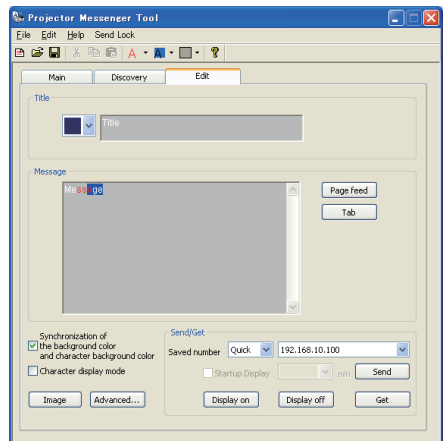 Projector Messenger Tool
File Edit Help Send Lock
A A ?
Main Discovery Edit
Title
Title
Message
Message
Page feed
Tab
Synchronization of
the background color
and character background color
Character display mode
Send/Get
Saved number Quick 192.168.10.100
Startup Display min Send
Image Advanced... Display on Display off Get